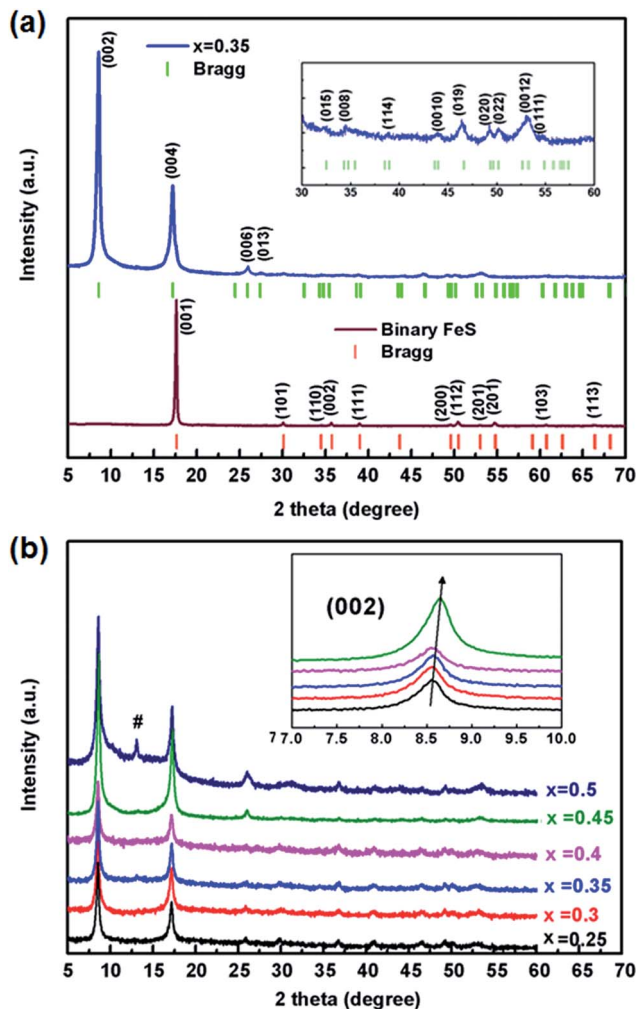 (a)
x=0.35
Bragg
(002)
(004)
(006)
(013)
(015)
(008)
(114)
(0010)
(019)
(020)
(022)
(0012)
(0111)
30 35 40 45 50 55 60
(001)
Binary FeS
Bragg
(101)
(110)
(002)
(111)
(200)
(112)
(201)
(201)
(103)
(113)
Intensity (a.u.)
5 10 15 20 25 30 35 40 45 50 55 60 65 70
2 theta (degree)
(b)
(002)
7 7.0 7.5 8.0 8.5 9.0 9.5 10.0
#
x=0.5
x =0.45
x =0.4
x =0.35
x =0.3
x =0.25
Intensity (a.u.)
5 10 15 20 25 30 35 40 45 50 55 60 65 70
2 theta (degree)